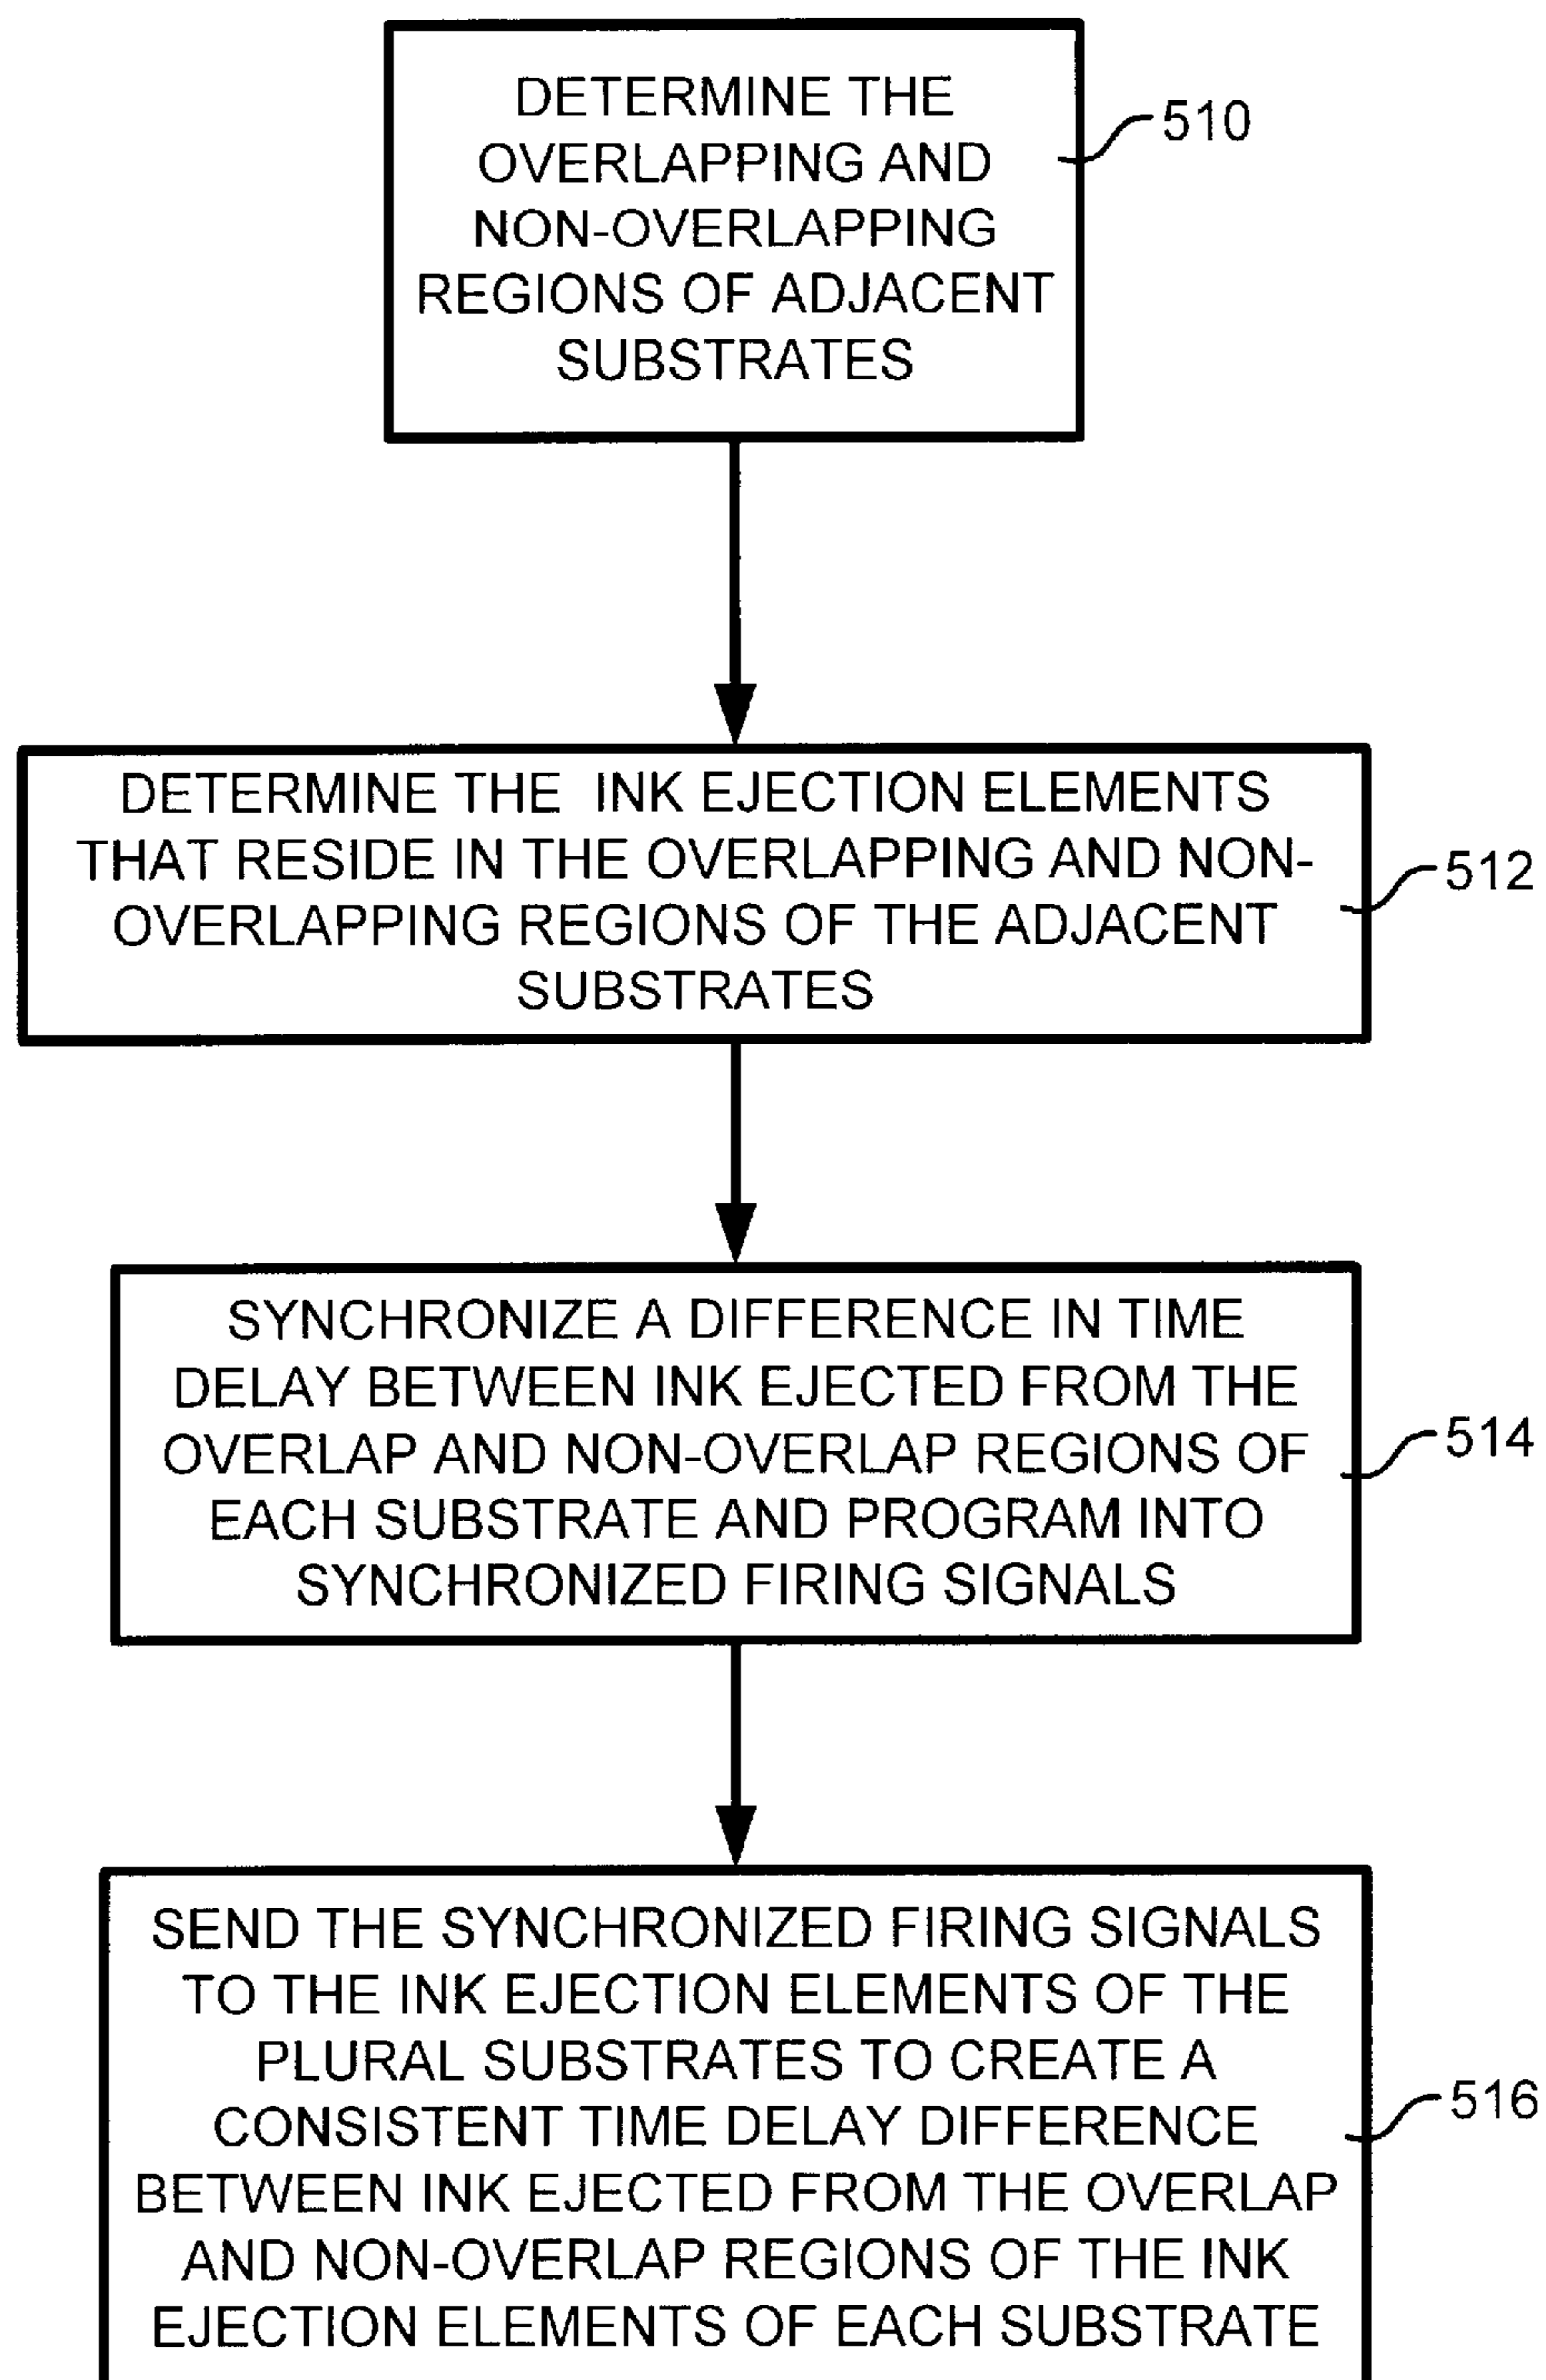 DETERMINE THE
OVERLAPPING AND
NON-OVERLAPPING
REGIONS OF ADJACENT
SUBSTRATES
510
DETERMINE THE INK EJECTION ELEMENTS
THAT RESIDE IN THE OVERLAPPING AND NON-
OVERLAPPING REGIONS OF THE ADJACENT
SUBSTRATES
512
SYNCHRONIZE A DIFFERENCE IN TIME
DELAY BETWEEN INK EJECTED FROM THE
OVERLAP AND NON-OVERLAP REGIONS OF
EACH SUBSTRATE AND PROGRAM INTO
SYNCHRONIZED FIRING SIGNALS
514
SEND THE SYNCHRONIZED FIRING SIGNALS
TO THE INK EJECTION ELEMENTS OF THE
PLURAL SUBSTRATES TO CREATE A
CONSISTENT TIME DELAY DIFFERENCE
BETWEEN INK EJECTED FROM THE OVERLAP
AND NON-OVERLAP REGIONS OF THE INK
EJECTION ELEMENTS OF EACH SUBSTRATE
516